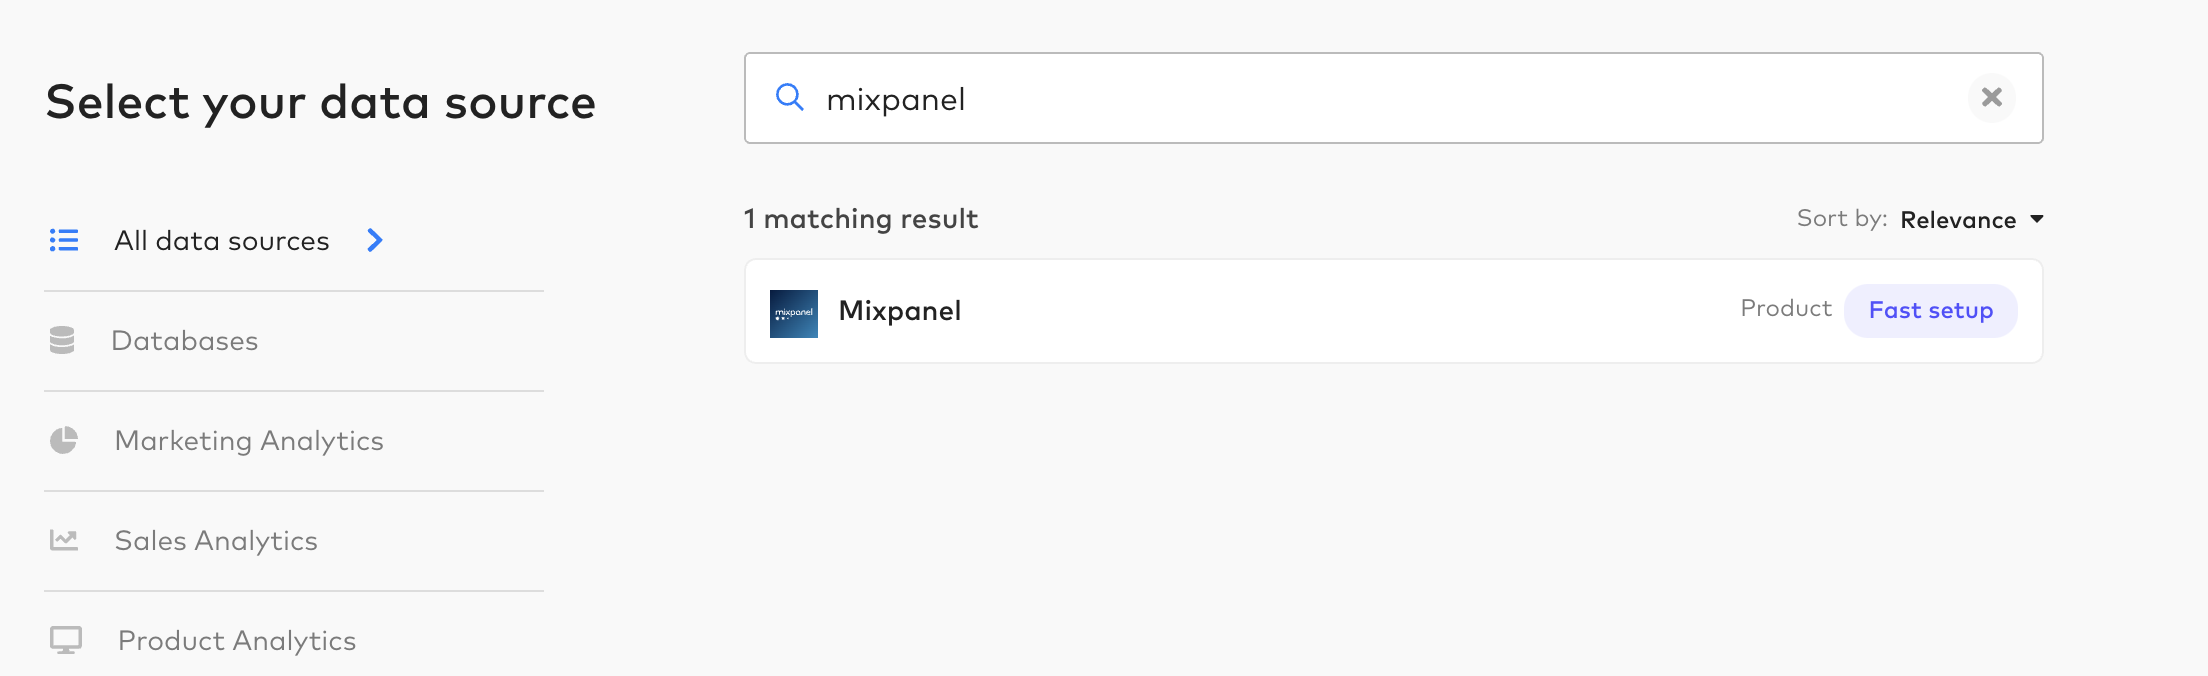 Select your data source
All data sources
Databases
Marketing Analytics
Sales Analytics
Product Analytics
mixpanel
1 matching result
Sort by: Relevance
mixpanel
Mixpanel
Product
Fast setup